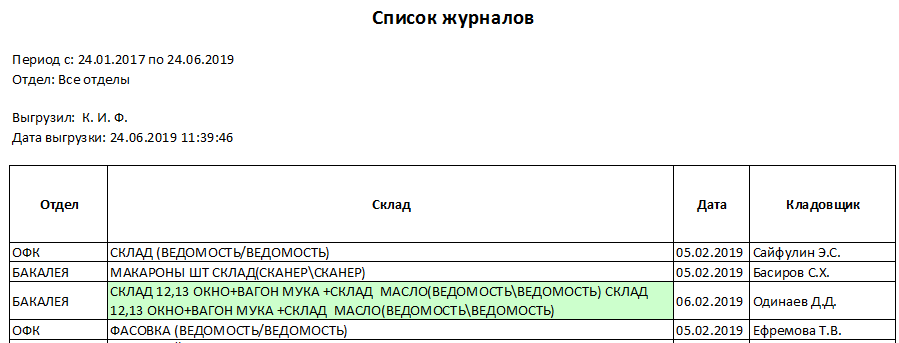 Список журналов
Период с: 24.01.2017 по 24.06.2019
Отдел: Все отделы
Выгрузил: К. И. Ф.
Дата выгрузки: 24.06.2019 11:39:46
Отдел Склад Дата Кладовщик
ОФК СКЛАД (ВЕДОМОСТЬ/ВЕДОМОСТЬ) 05.02.2019 Сайфулин Э.С.
БАКАЛЕЯ МАКАРОНЫ ШТ СКЛАД(СКАНЕР\СКАНЕР) 05.02.2019 Басиров С.Х.
БАКАЛЕЯ СКЛАД 12,13 ОКНО+ВАГОН МУКА +СКЛАД  МАСЛО(ВЕДОМОСТЬ\ВЕДОМОСТЬ) СКЛАД
12,13 ОКНО+ВАГОН МУКА +СКЛАД  МАСЛО(ВЕДОМОСТЬ\ВЕДОМОСТЬ) 06.02.2019 Одинаев Д.Д.
ОФК ФАСОВКА (ВЕДОМОСТЬ/ВЕДОМОСТЬ) 05.02.2019 Ефремова Т.В.